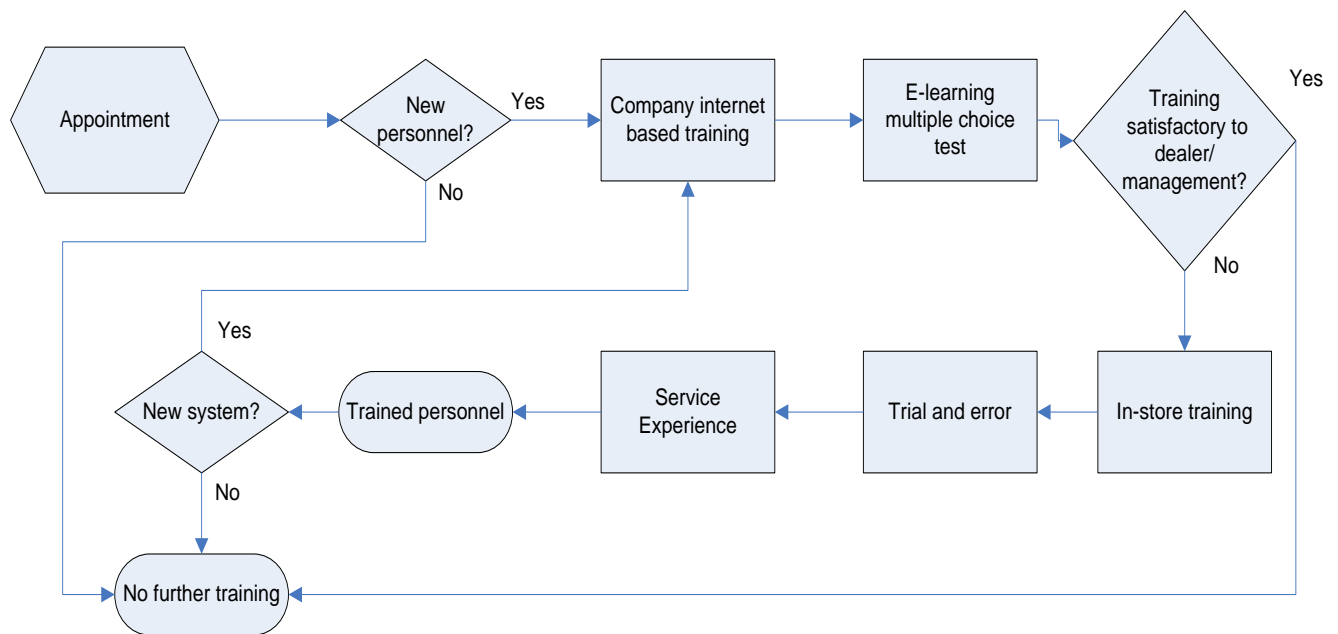 Appointment
New
personnel?
Yes
No
Company internet
based training
E-learning
multiple choice
test
Training
satisfactory to
dealer/
management?
Yes
No
In-store training
Trial and error
Service
Experience
Trained personnel
New system?
Yes
No
No further training